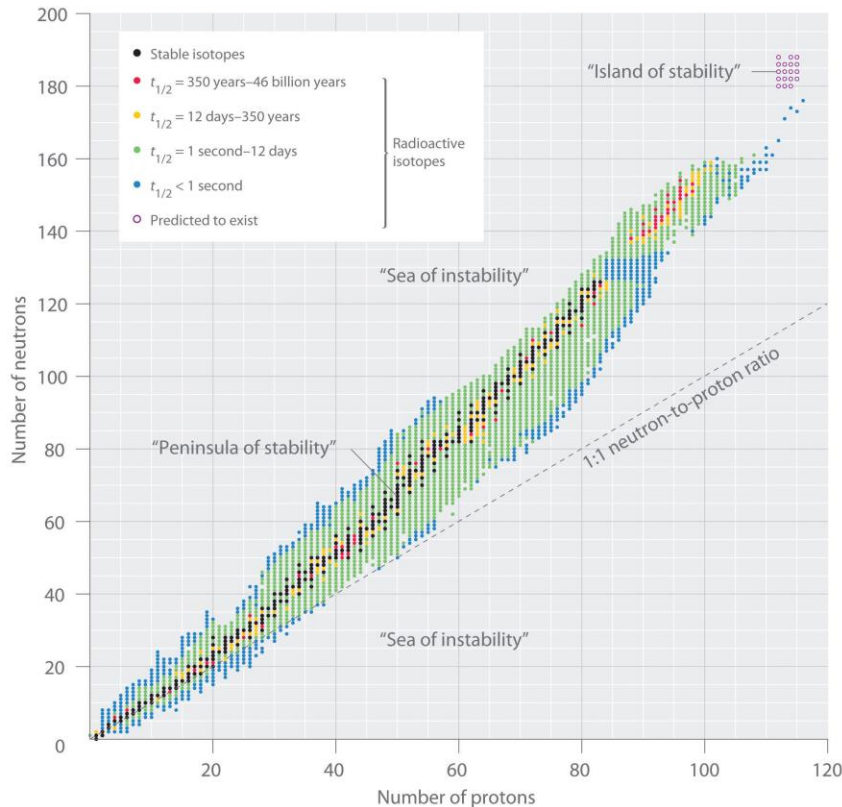 200
180
160
140
120
100
80
60
40
20
0
Number of neutrons
Stable isotopes
t1/2 = 350 years–46 billion years
t1/2 = 12 days–350 years
t1/2 = 1 second–12 days
t1/2 < 1 second
Predicted to exist
Radioactive
isotopes
“Island of stability”
“Sea of instability”
“Peninsula of stability”
1:1 neutron-to-proton ratio
“Sea of instability”
20
40
60
80
100
120
Number of protons